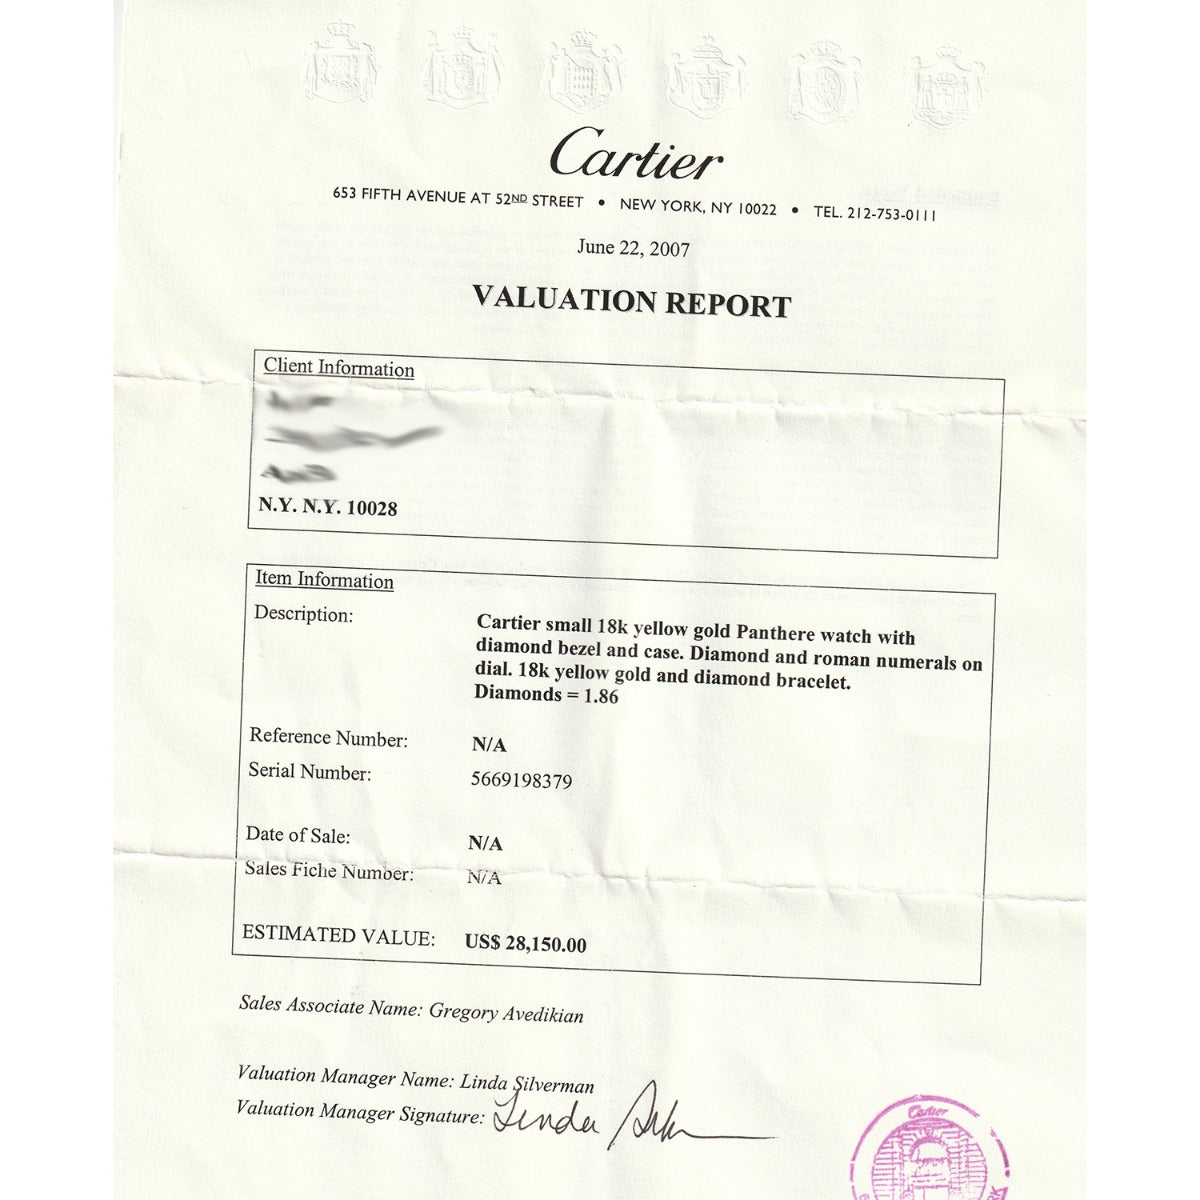 Cartier
653 FIFTH AVENUE AT 52ND STREET • NEW YORK, NY 10022 • TEL. 212-753-0111
June 22, 2007
VALUATION REPORT
Client Information
N.Y. N.Y. 10028
Item Information
Description: Cartier small 18k yellow gold Panthere watch with
diamond bezel and case. Diamond and roman numerals on
dial. 18k yellow gold and diamond bracelet.
Diamonds = 1.86
Reference Number: N/A
Serial Number: 5669198379
Date of Sale: N/A
Sales Fiche Number: N/A
ESTIMATED VALUE: US$ 28,150.00
Sales Associate Name: Gregory Avedikian
Valuation Manager Name: Linda Silverman
Valuation Manager Signature: Linda
Cartier